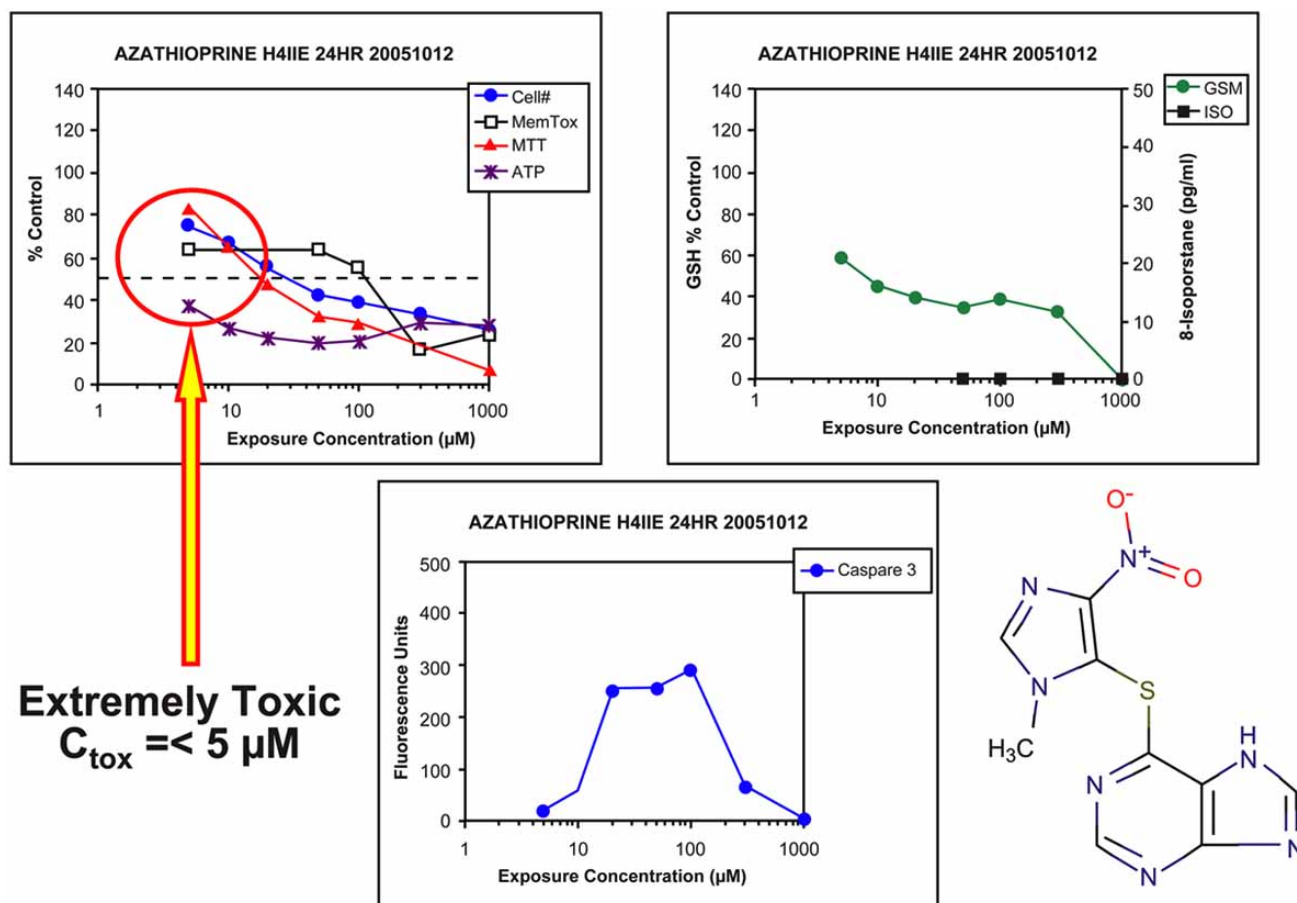 AZATHIOPRINE H4IIE 24HR 20051012
140
120
100
80
60
40
20
0
% Control
1
10
100
1000
Exposure Concentration (µM)
Cell#
MemTox
MTT
ATP
AZATHIOPRINE H4IIE 24HR 20051012
140
120
100
80
60
40
20
0
GSH % Control
50
40
30
20
10
0
8-Isoporstane (pg/ml)
1
10
100
1000
Exposure Concentration (µM)
GSM
ISO
Extremely Toxic
Ctox =< 5 µM
AZATHIOPRINE H4IIE 24HR 20051012
500
400
300
200
100
0
Fluorescence Units
1
10
100
1000
Exposure Concentration (µM)
Caspare 3
O-
N+
O
N
N
H3C
S
H
N
N
N
N